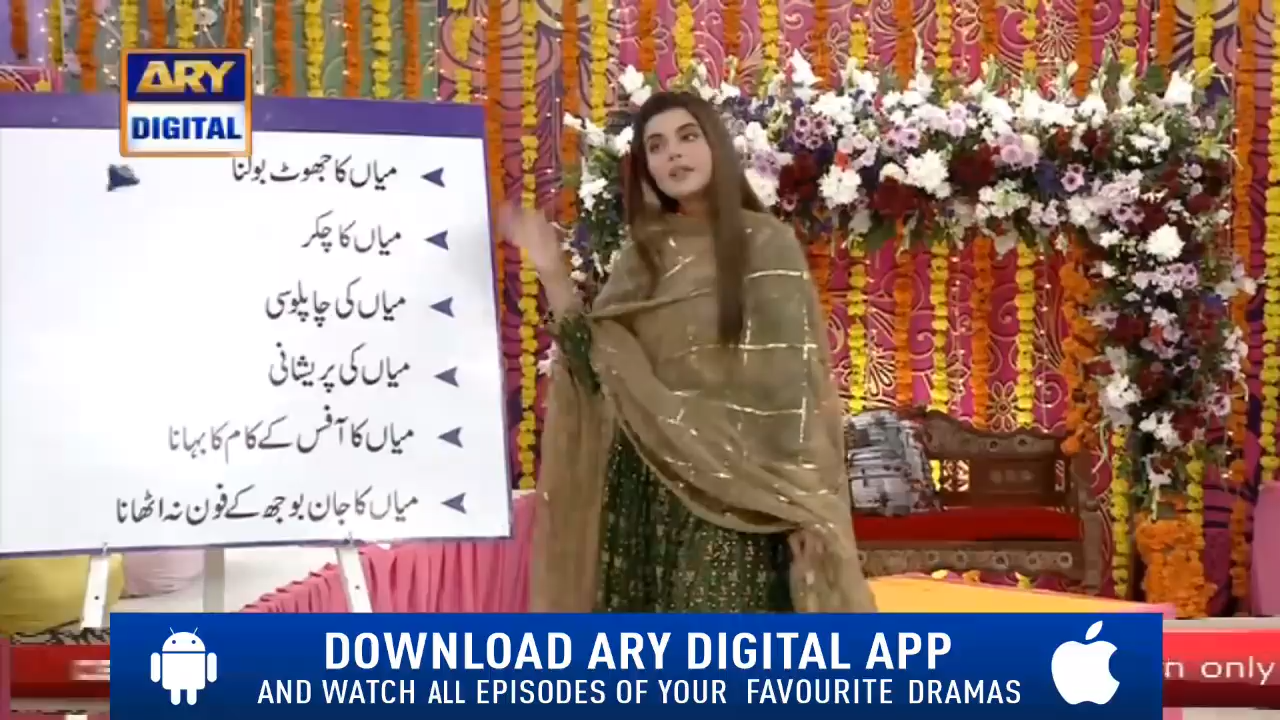 ARY
DIGITAL
میاں کا جھوٹ بولنا
میاں کا چکر
میاں کی چاپلوسی
میاں کی پریشانی
میاں کا آفس کے کام کا بہانا
میاں کا جان بوجھ کے فون نہ اٹھانا
DOWNLOAD ARY DIGITAL APP
AND WATCH ALL EPISODES OF YOUR FAVOURITE DRAMAS
only